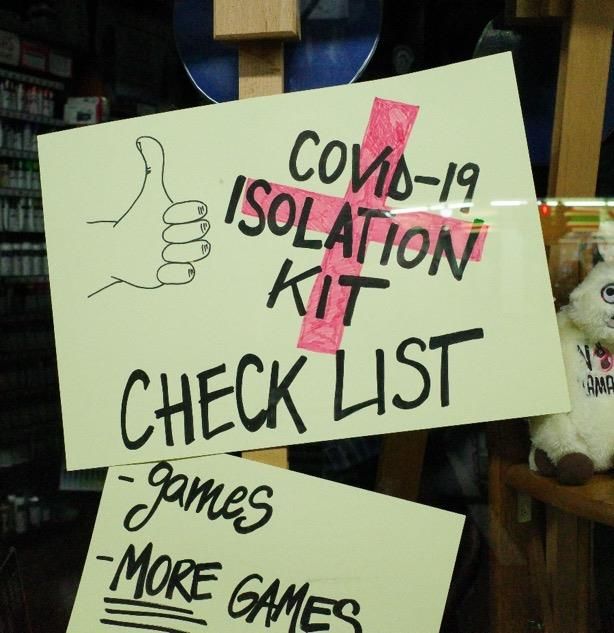 COVID-19
ISOLATION
KIT
CHECK LIST
- games
- MORE GAMES